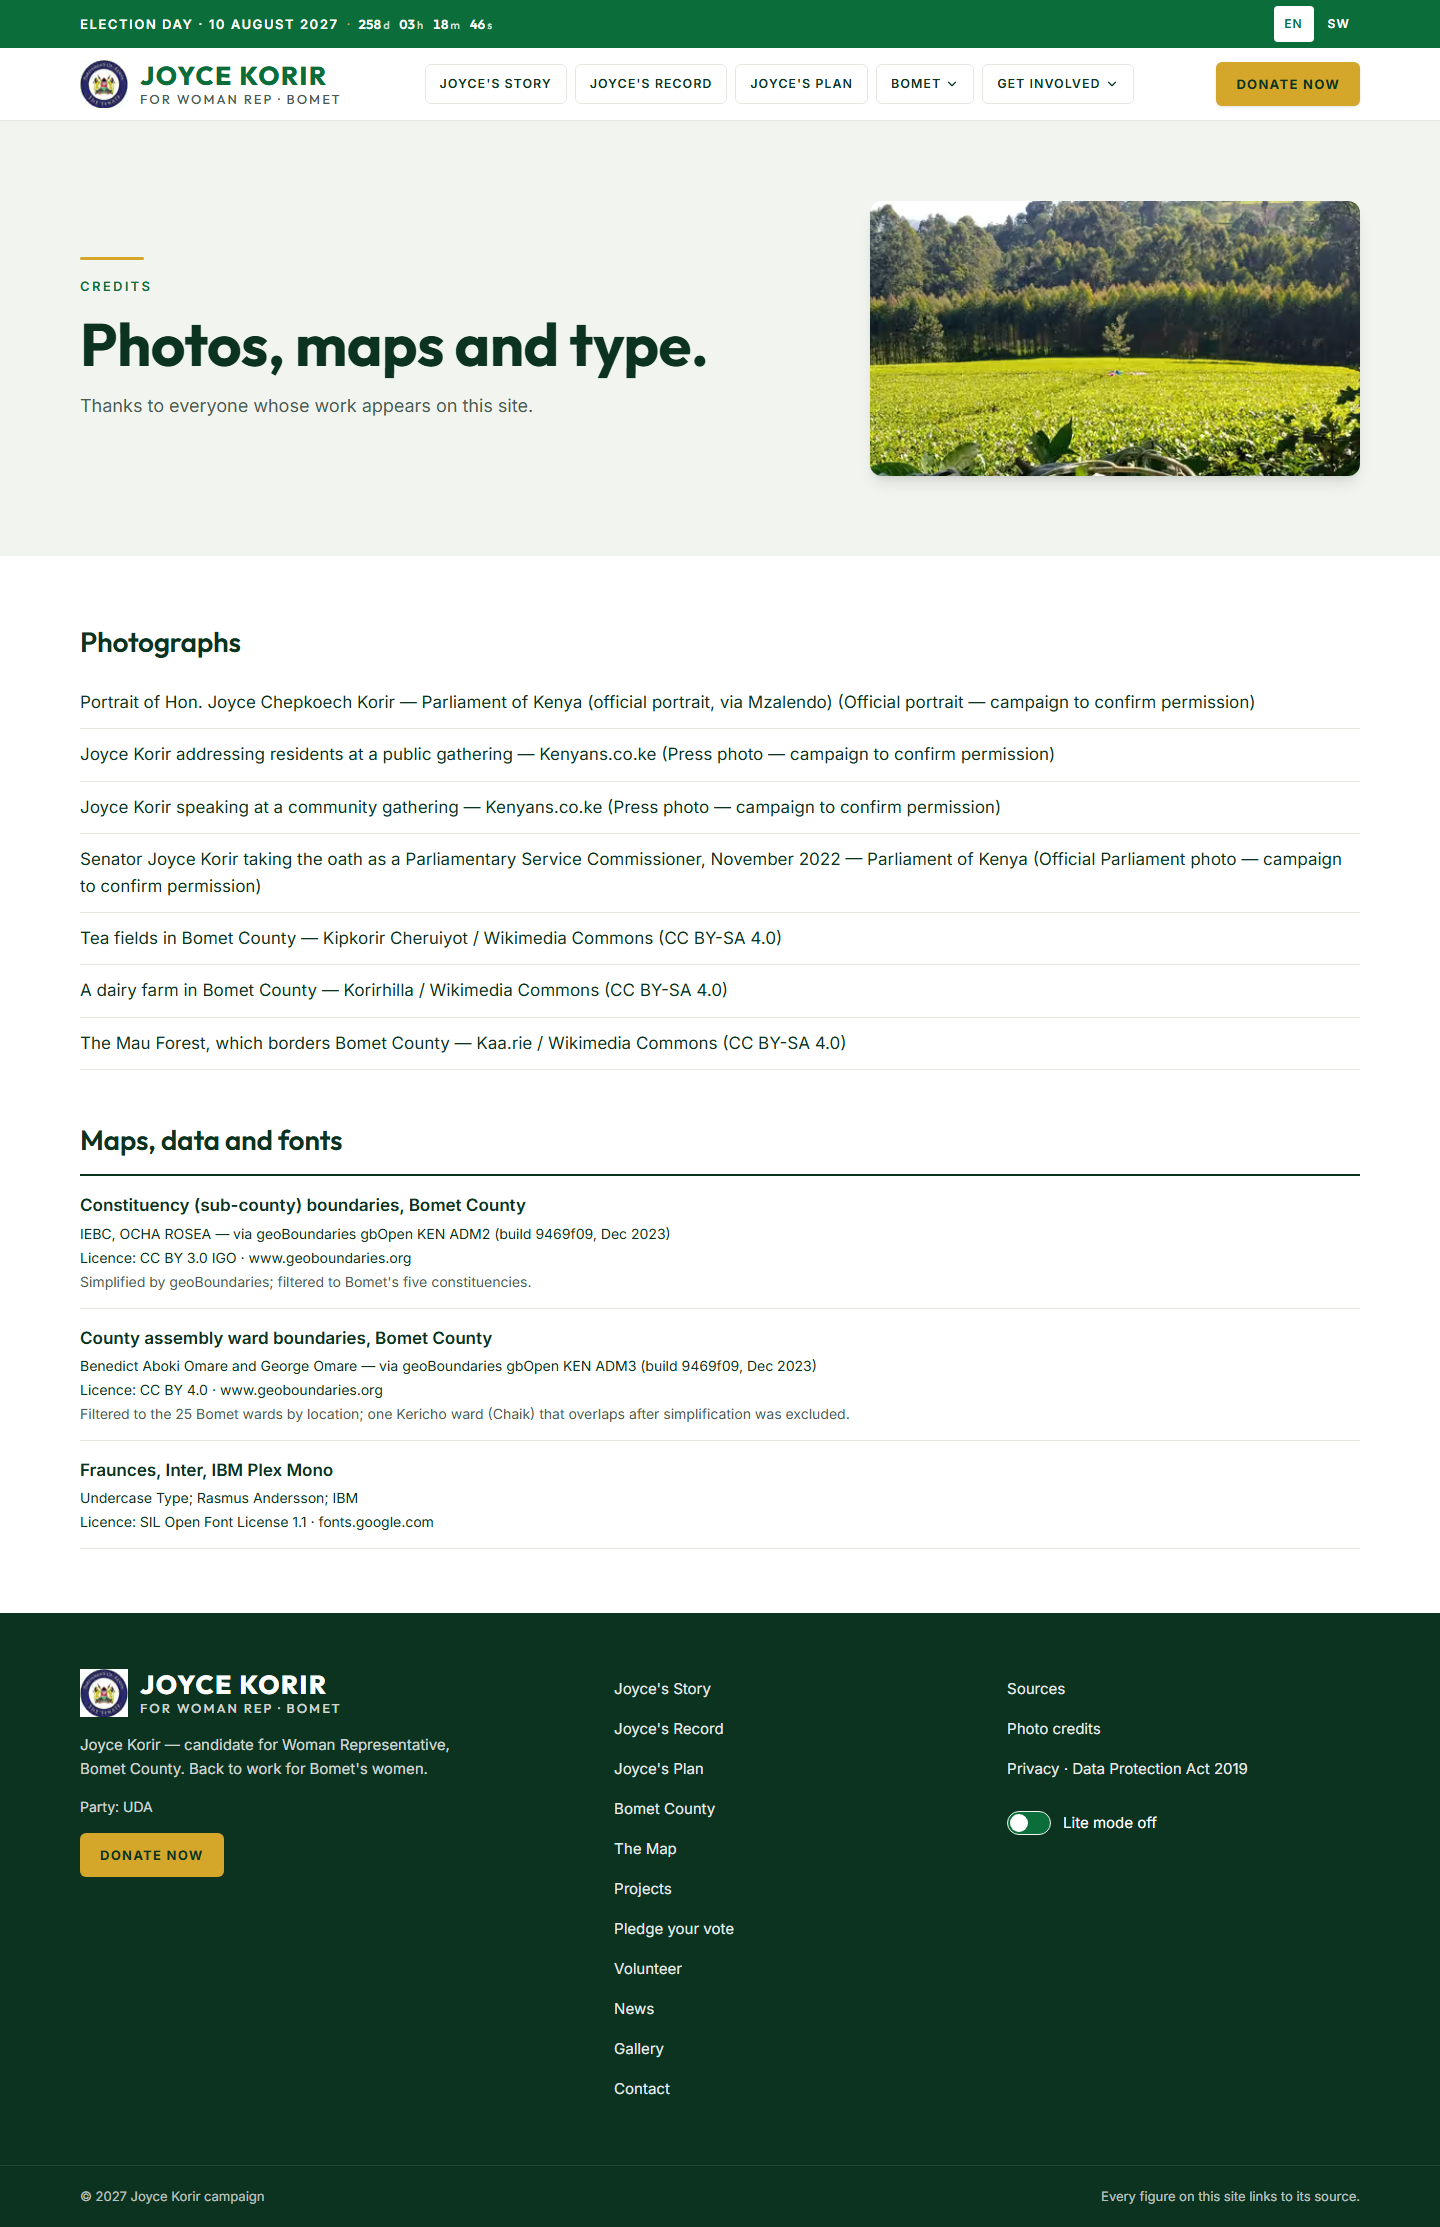 ELECTION DAY · 10 AUGUST 2027 · 258d 03h 18m 46s
EN SW
JOYCE KORIR
FOR WOMAN REP · BOMET
JOYCE'S STORY
JOYCE'S RECORD
JOYCE'S PLAN
BOMET
GET INVOLVED
DONATE NOW
CREDITS
Photos, maps and type.
Thanks to everyone whose work appears on this site.
Photographs
Portrait of Hon. Joyce Chepkoech Korir — Parliament of Kenya (official portrait, via Mzalendo) (Official portrait — campaign to confirm permission)
Joyce Korir addressing residents at a public gathering — Kenyans.co.ke (Press photo — campaign to confirm permission)
Joyce Korir speaking at a community gathering — Kenyans.co.ke (Press photo — campaign to confirm permission)
Senator Joyce Korir taking the oath as a Parliamentary Service Commissioner, November 2022 — Parliament of Kenya (Official Parliament photo — campaign
to confirm permission)
Tea fields in Bomet County — Kipkorir Cheruiyot / Wikimedia Commons (CC BY-SA 4.0)
A dairy farm in Bomet County — Korirhilla / Wikimedia Commons (CC BY-SA 4.0)
The Mau Forest, which borders Bomet County — Kaa.rie / Wikimedia Commons (CC BY-SA 4.0)
Maps, data and fonts
Constituency (sub-county) boundaries, Bomet County
IEBC, OCHA ROSEA — via geoBoundaries gbOpen KEN ADM2 (build 9469f09, Dec 2023)
Licence: CC BY 3.0 IGO · www.geoboundaries.org
Simplified by geoBoundaries; filtered to Bomet's five constituencies.
County assembly ward boundaries, Bomet County
Benedict Aboki Omare and George Omare — via geoBoundaries gbOpen KEN ADM3 (build 9469f09, Dec 2023)
Licence: CC BY 4.0 · www.geoboundaries.org
Filtered to the 25 Bomet wards by location; one Kericho ward (Chaik) that overlaps after simplification was excluded.
Fraunces, Inter, IBM Plex Mono
Undercase Type; Rasmus Andersson; IBM
Licence: SIL Open Font License 1.1 · fonts.google.com
JOYCE KORIR
FOR WOMAN REP · BOMET
Joyce Korir — candidate for Woman Representative,
Bomet County. Back to work for Bomet's women.
Party: UDA
DONATE NOW
Joyce's Story
Joyce's Record
Joyce's Plan
Bomet County
The Map
Projects
Pledge your vote
Volunteer
News
Gallery
Contact
Sources
Photo credits
Privacy · Data Protection Act 2019
Lite mode off
© 2027 Joyce Korir campaign
Every figure on this site links to its source.